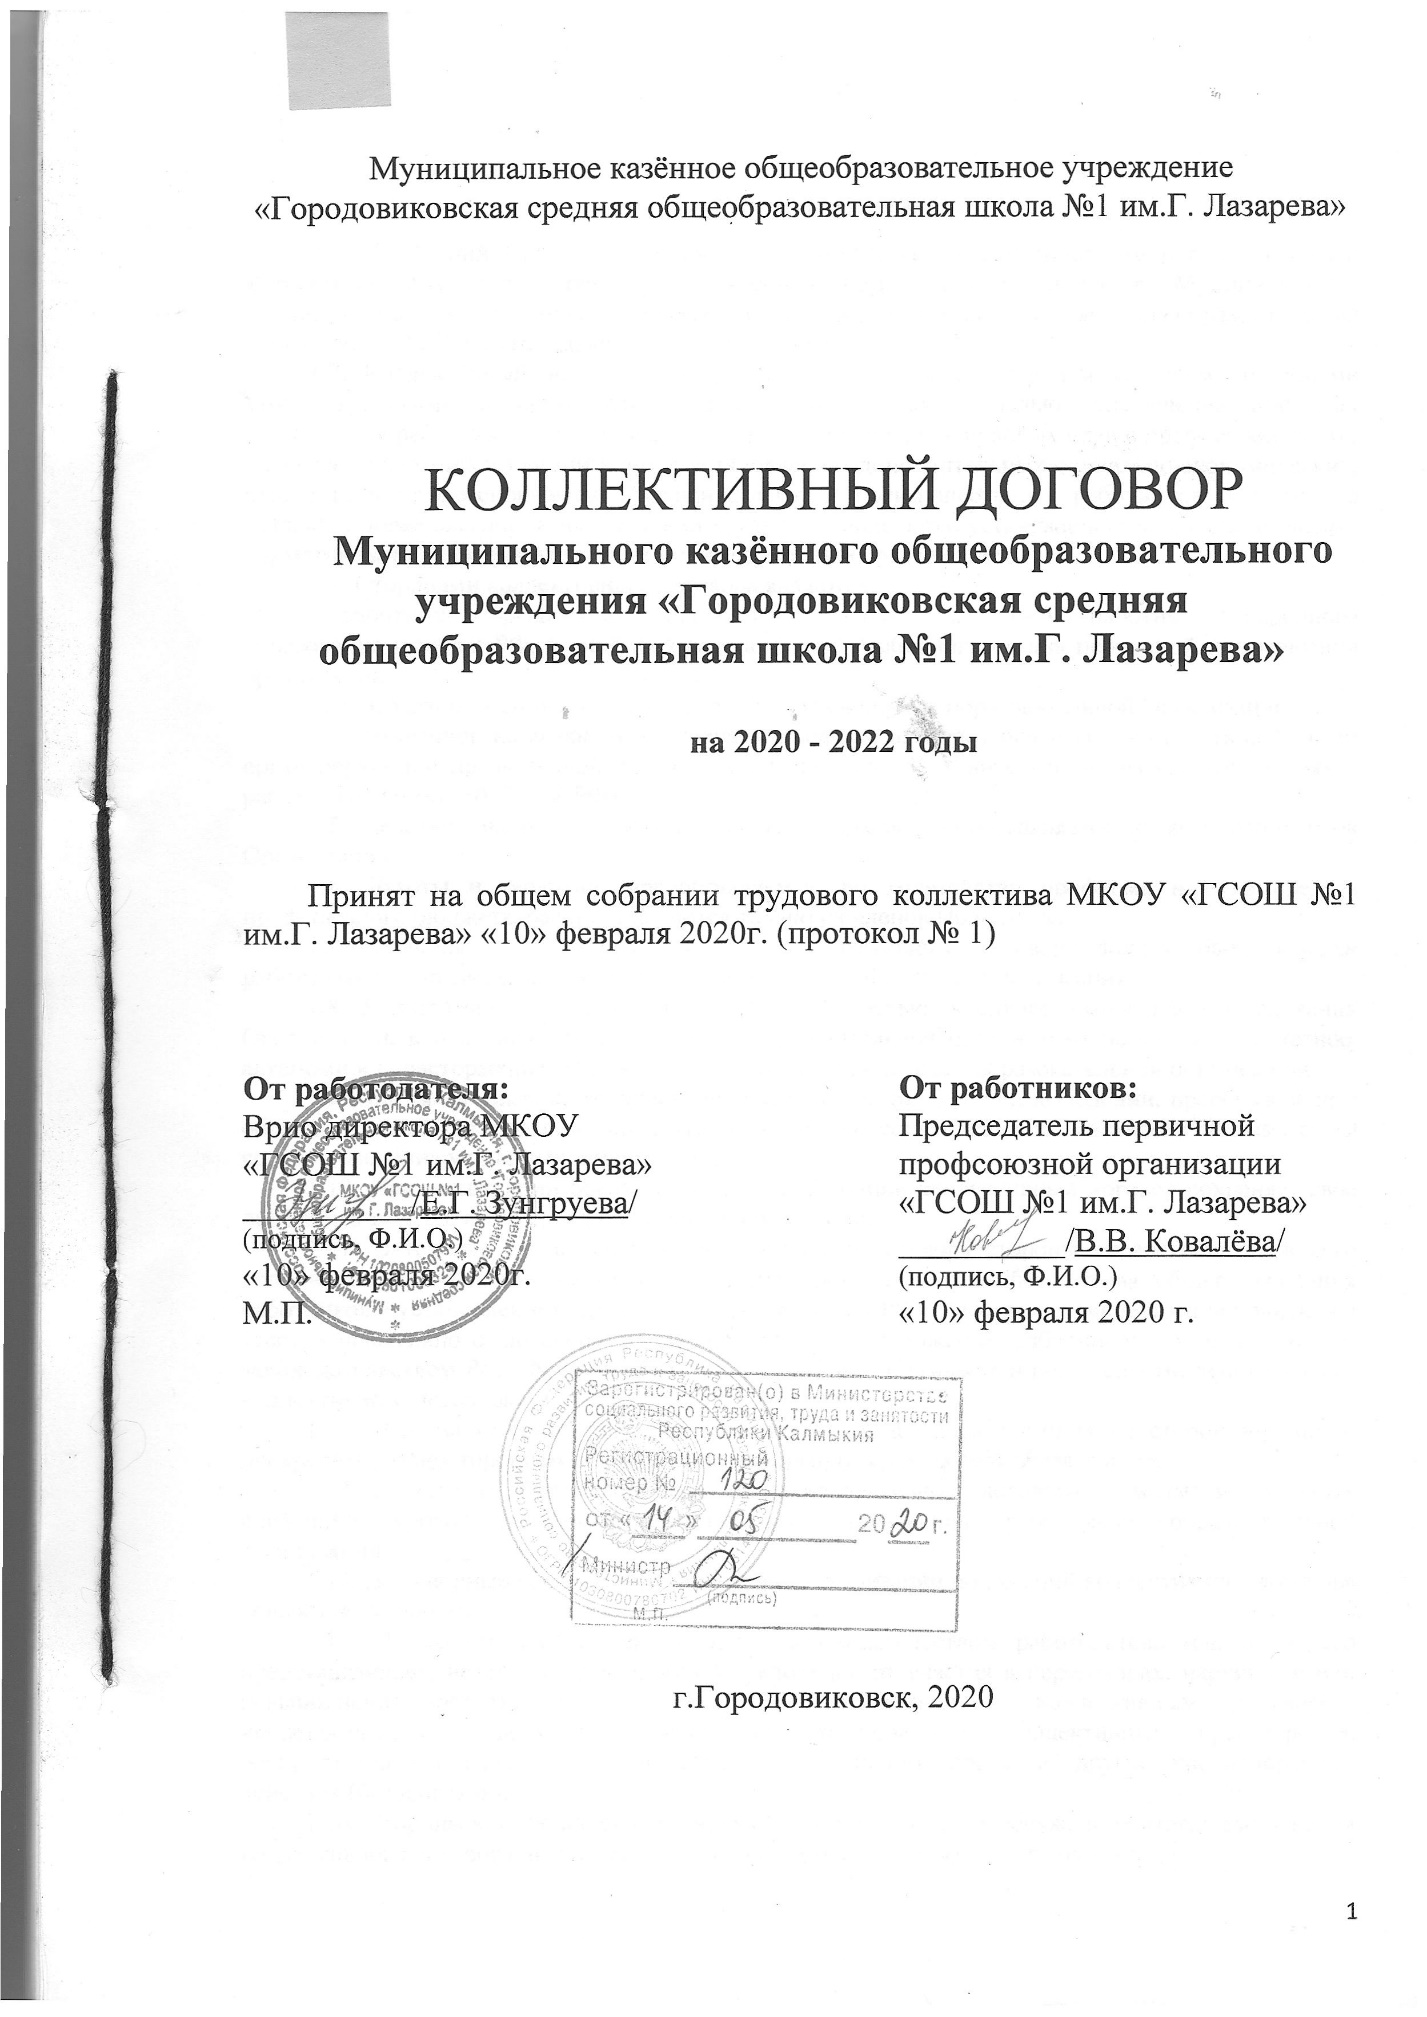 Муниципальное казённое общеобразовательное учреждение
«Городовиковская средняя общеобразовательная школа №1 им.Г. Лазарева»
КОЛЛЕКТИВНЫЙ ДОГОВОР
Муниципального казённого общеобразовательного
учреждения «Городовиковская средняя
общеобразовательная школа №1 им.Г. Лазарева»
на 2020 - 2022 годы
Принят на общем собрании трудового коллектива МКОУ «ГСОШ №1
им.Г. Лазарева» «10» февраля 2020г. (протокол № 1)
От работодателя:
Врио директора МКОУ
«ГСОШ №1 им.Г. Лазарева»
/Е.Г. Зунгруева/
(подпись, Ф.И.О.)
«10» февраля 2020г.
М.П.
МКОУ «ГСОШ №1
им. Г. Лазарева»
От работников:
Председатель первичной
профсоюзной организации
«ГСОШ №1 им.Г. Лазарева»
/В.В. Ковалёва/
(подпись, Ф.И.О.)
«10» февраля 2020 г.
Зарегистрирован(о) в Министерстве
социального развития, труда и занятости
Республики Калмыкия
Регистрационный
номер № 120
от « 14 » 05 2020 г.
Министр
(подпись)
М.П.
г.Городовиковск, 2020
1